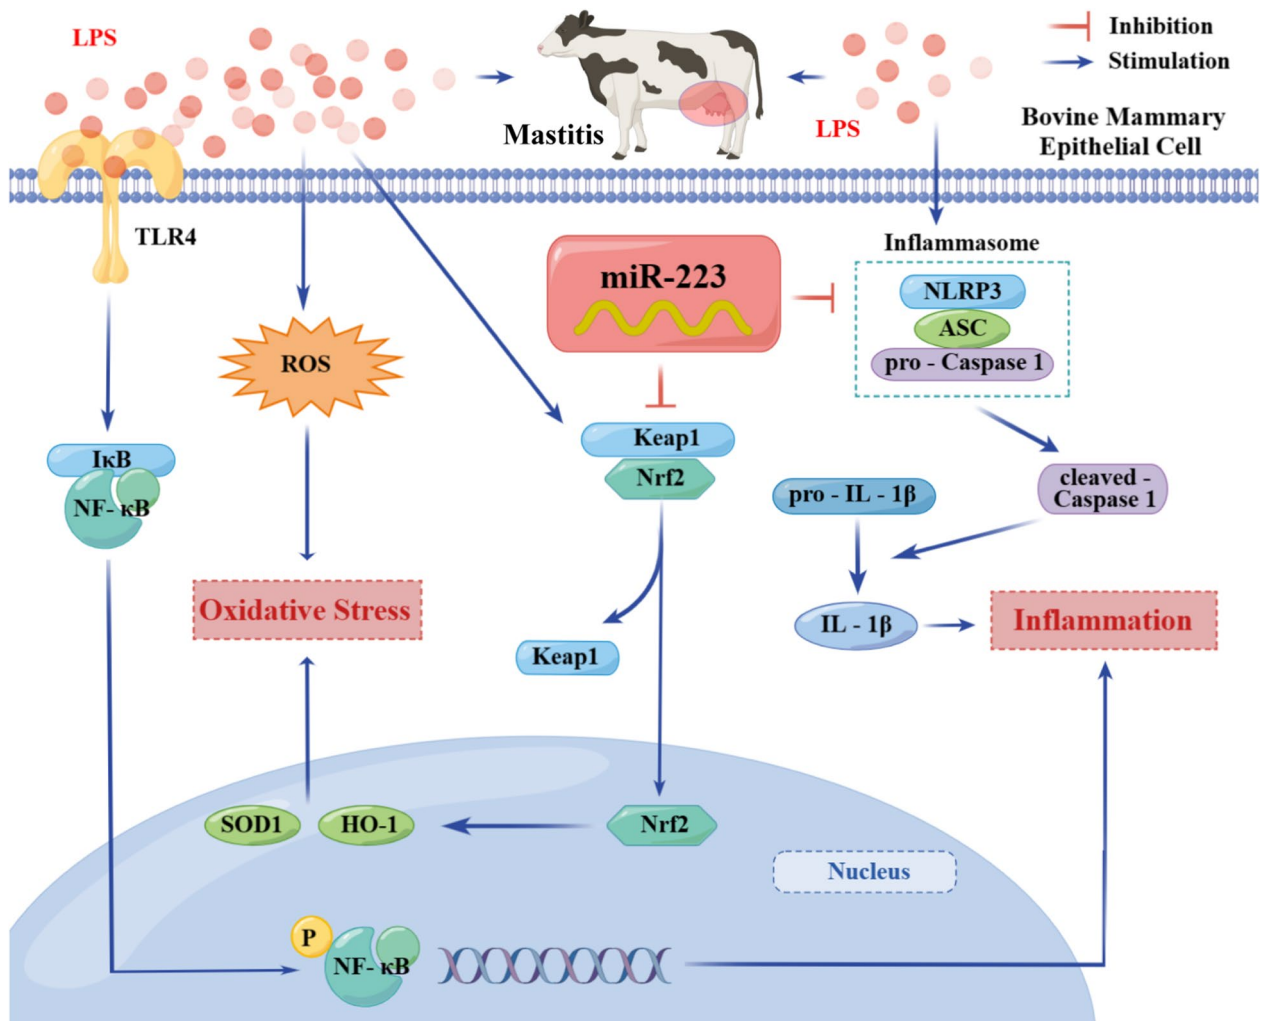 LPS
Inhibition
Stimulation
Mastitis
LPS
Bovine Mammary
Epithelial Cell
TLR4
Inflammasome
miR-223
NLRP3
ASC
pro - Caspase 1
ROS
Keap1
Nrf2
IκB
NF- κB
pro - IL - 1β
cleaved -
Caspase 1
Oxidative Stress
IL - 1β
Inflammation
Keap1
SOD1
HO-1
Nrf2
Nucleus
P
NF- κB